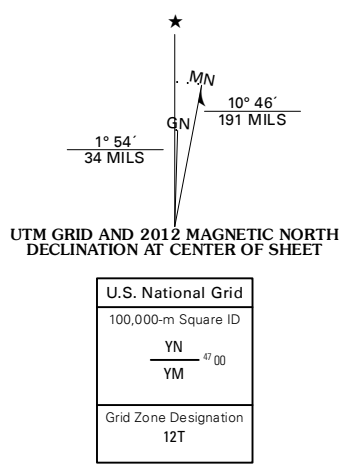 ★
MN
10° 46´
191 MILS
GN
1° 54´
34 MILS
UTM GRID AND 2012 MAGNETIC NORTH
DECLINATION AT CENTER OF SHEET
U.S. National Grid
100,000-m Square ID
YN
47 00
YM
Grid Zone Designation
12T